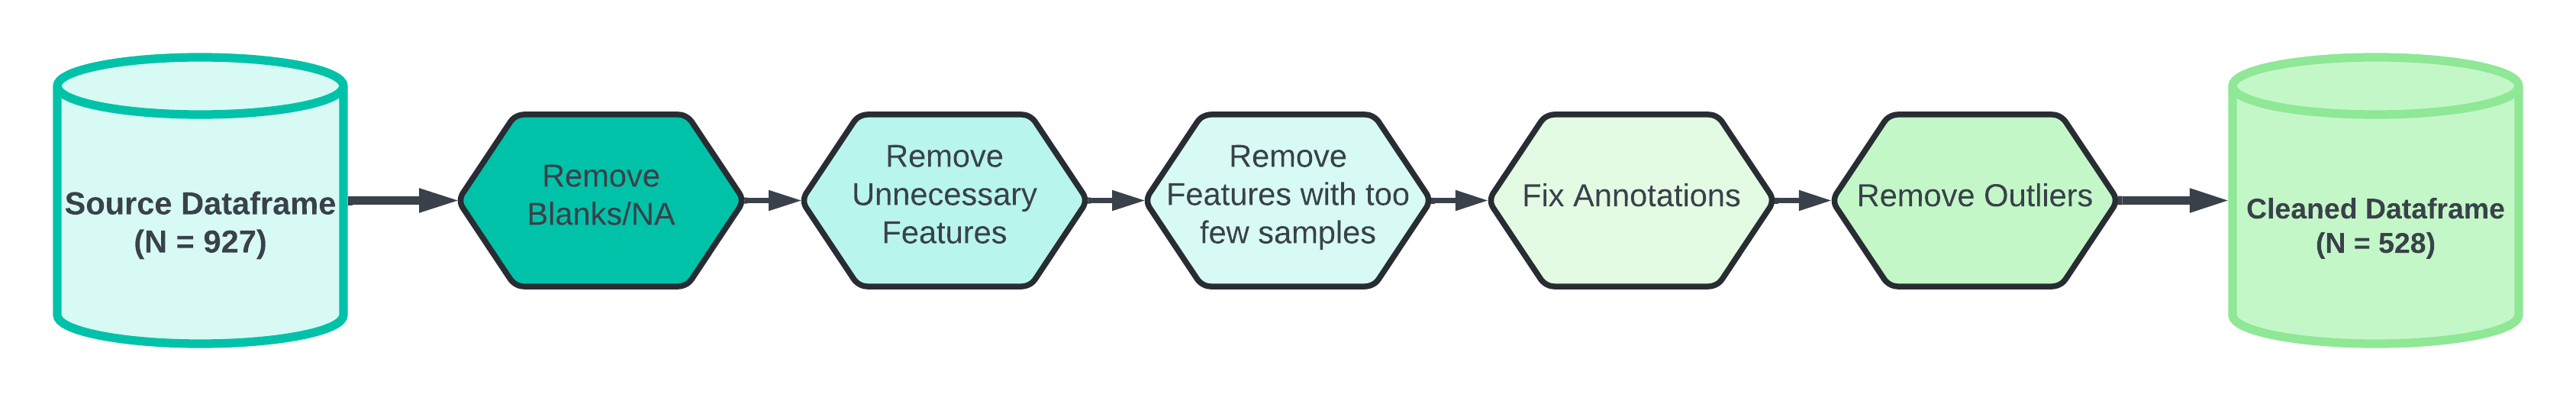 Source Dataframe
(N = 927)
Remove
Blanks/NA
Remove
Unnecessary
Features
Remove
Features with too
few samples
Fix Annotations
Remove Outliers
Cleaned Dataframe
(N = 528)